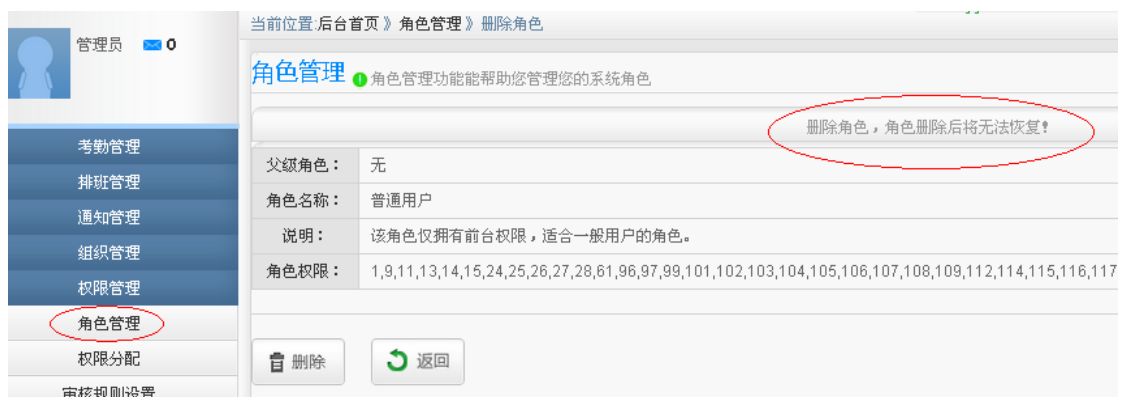 当前位置:后台首页 》 角色管理 》 删除角色
管理员 0
角色管理 角色管理功能能帮助您管理您的系统角色
删除角色，角色删除后将无法恢复！
考勤管理
排班管理
通知管理
组织管理
权限管理
角色管理
权限分配
审核规则设置
父级角色： 无
角色名称： 普通用户
说明： 该角色仅拥有前台权限，适合一般用户的角色。
角色权限： 1,9,11,13,14,15,24,25,26,27,28,61,96,97,99,101,102,103,104,105,106,107,108,109,112,114,115,116,117
删除 返回